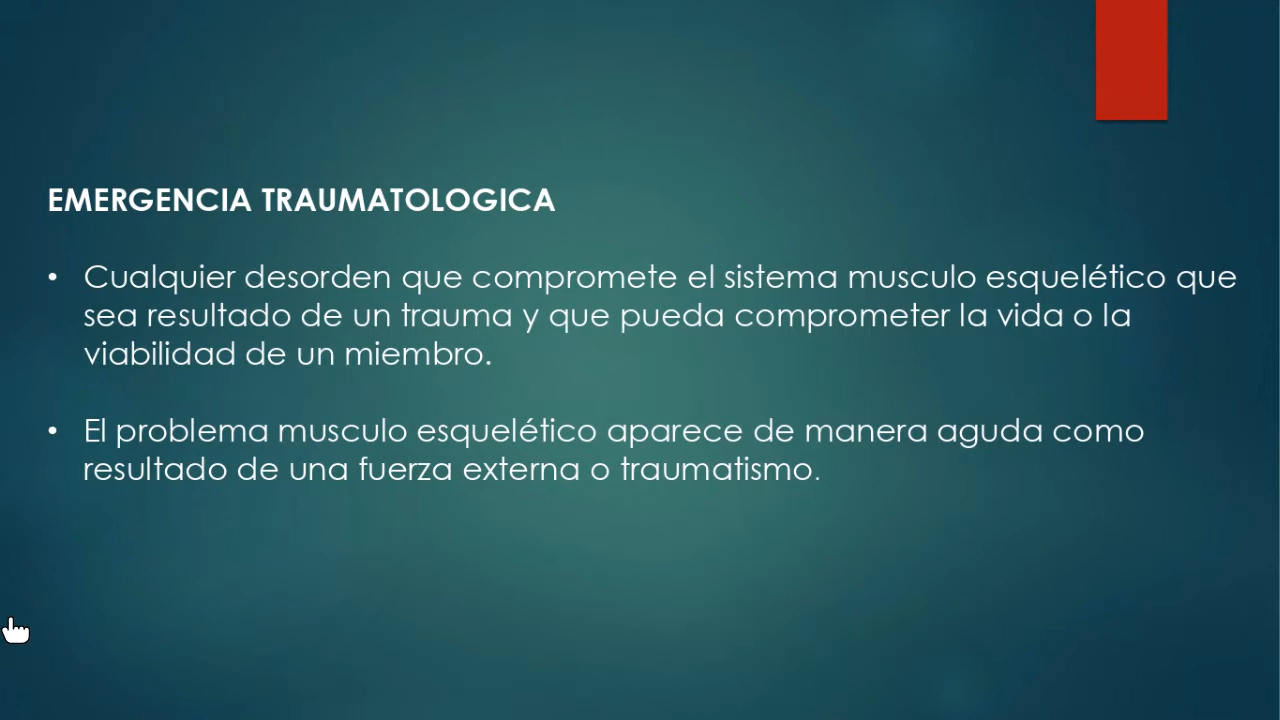 EMERGENCIA TRAUMATOLOGICA
• Cualquier desorden que compromete el sistema musculo esquelético que
sea resultado de un trauma y que pueda comprometer la vida o la
viabilidad de un miembro.
• El problema musculo esquelético aparece de manera aguda como
resultado de una fuerza externa o traumatismo.